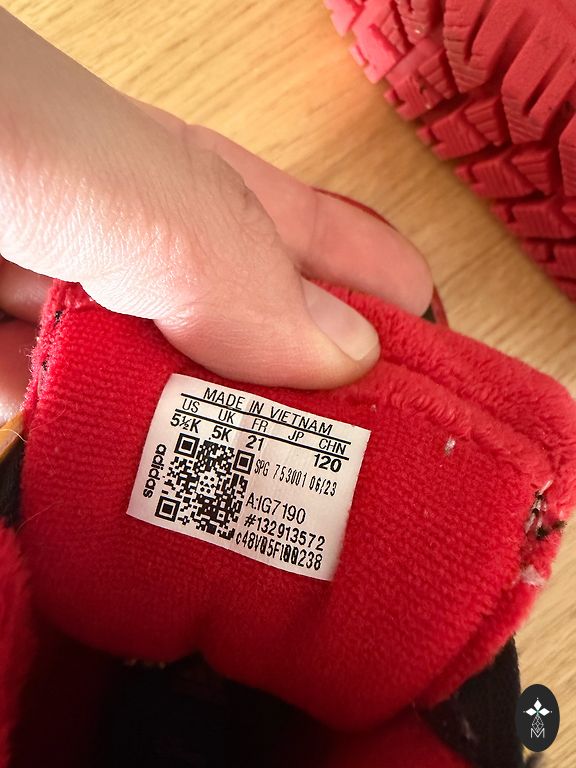 MADE IN VIETNAM
US UK FR JP CHN
5½K 5K 21 120
SPG 753001 06/23
A:IG7190
#132913572
c48V05FI00238
adidas
M